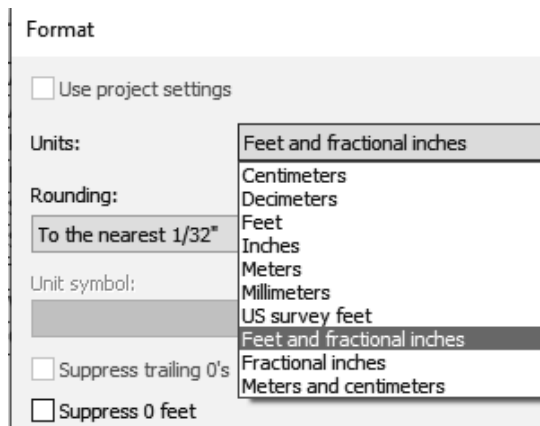 Format
Use project settings
Units:
Feet and fractional inches
Centimeters
Decimeters
Feet
Inches
Meters
Millimeters
US survey feet
Feet and fractional inches
Fractional inches
Meters and centimeters
Rounding:
To the nearest 1/32"
Unit symbol:
Suppress trailing 0's
Suppress 0 feet